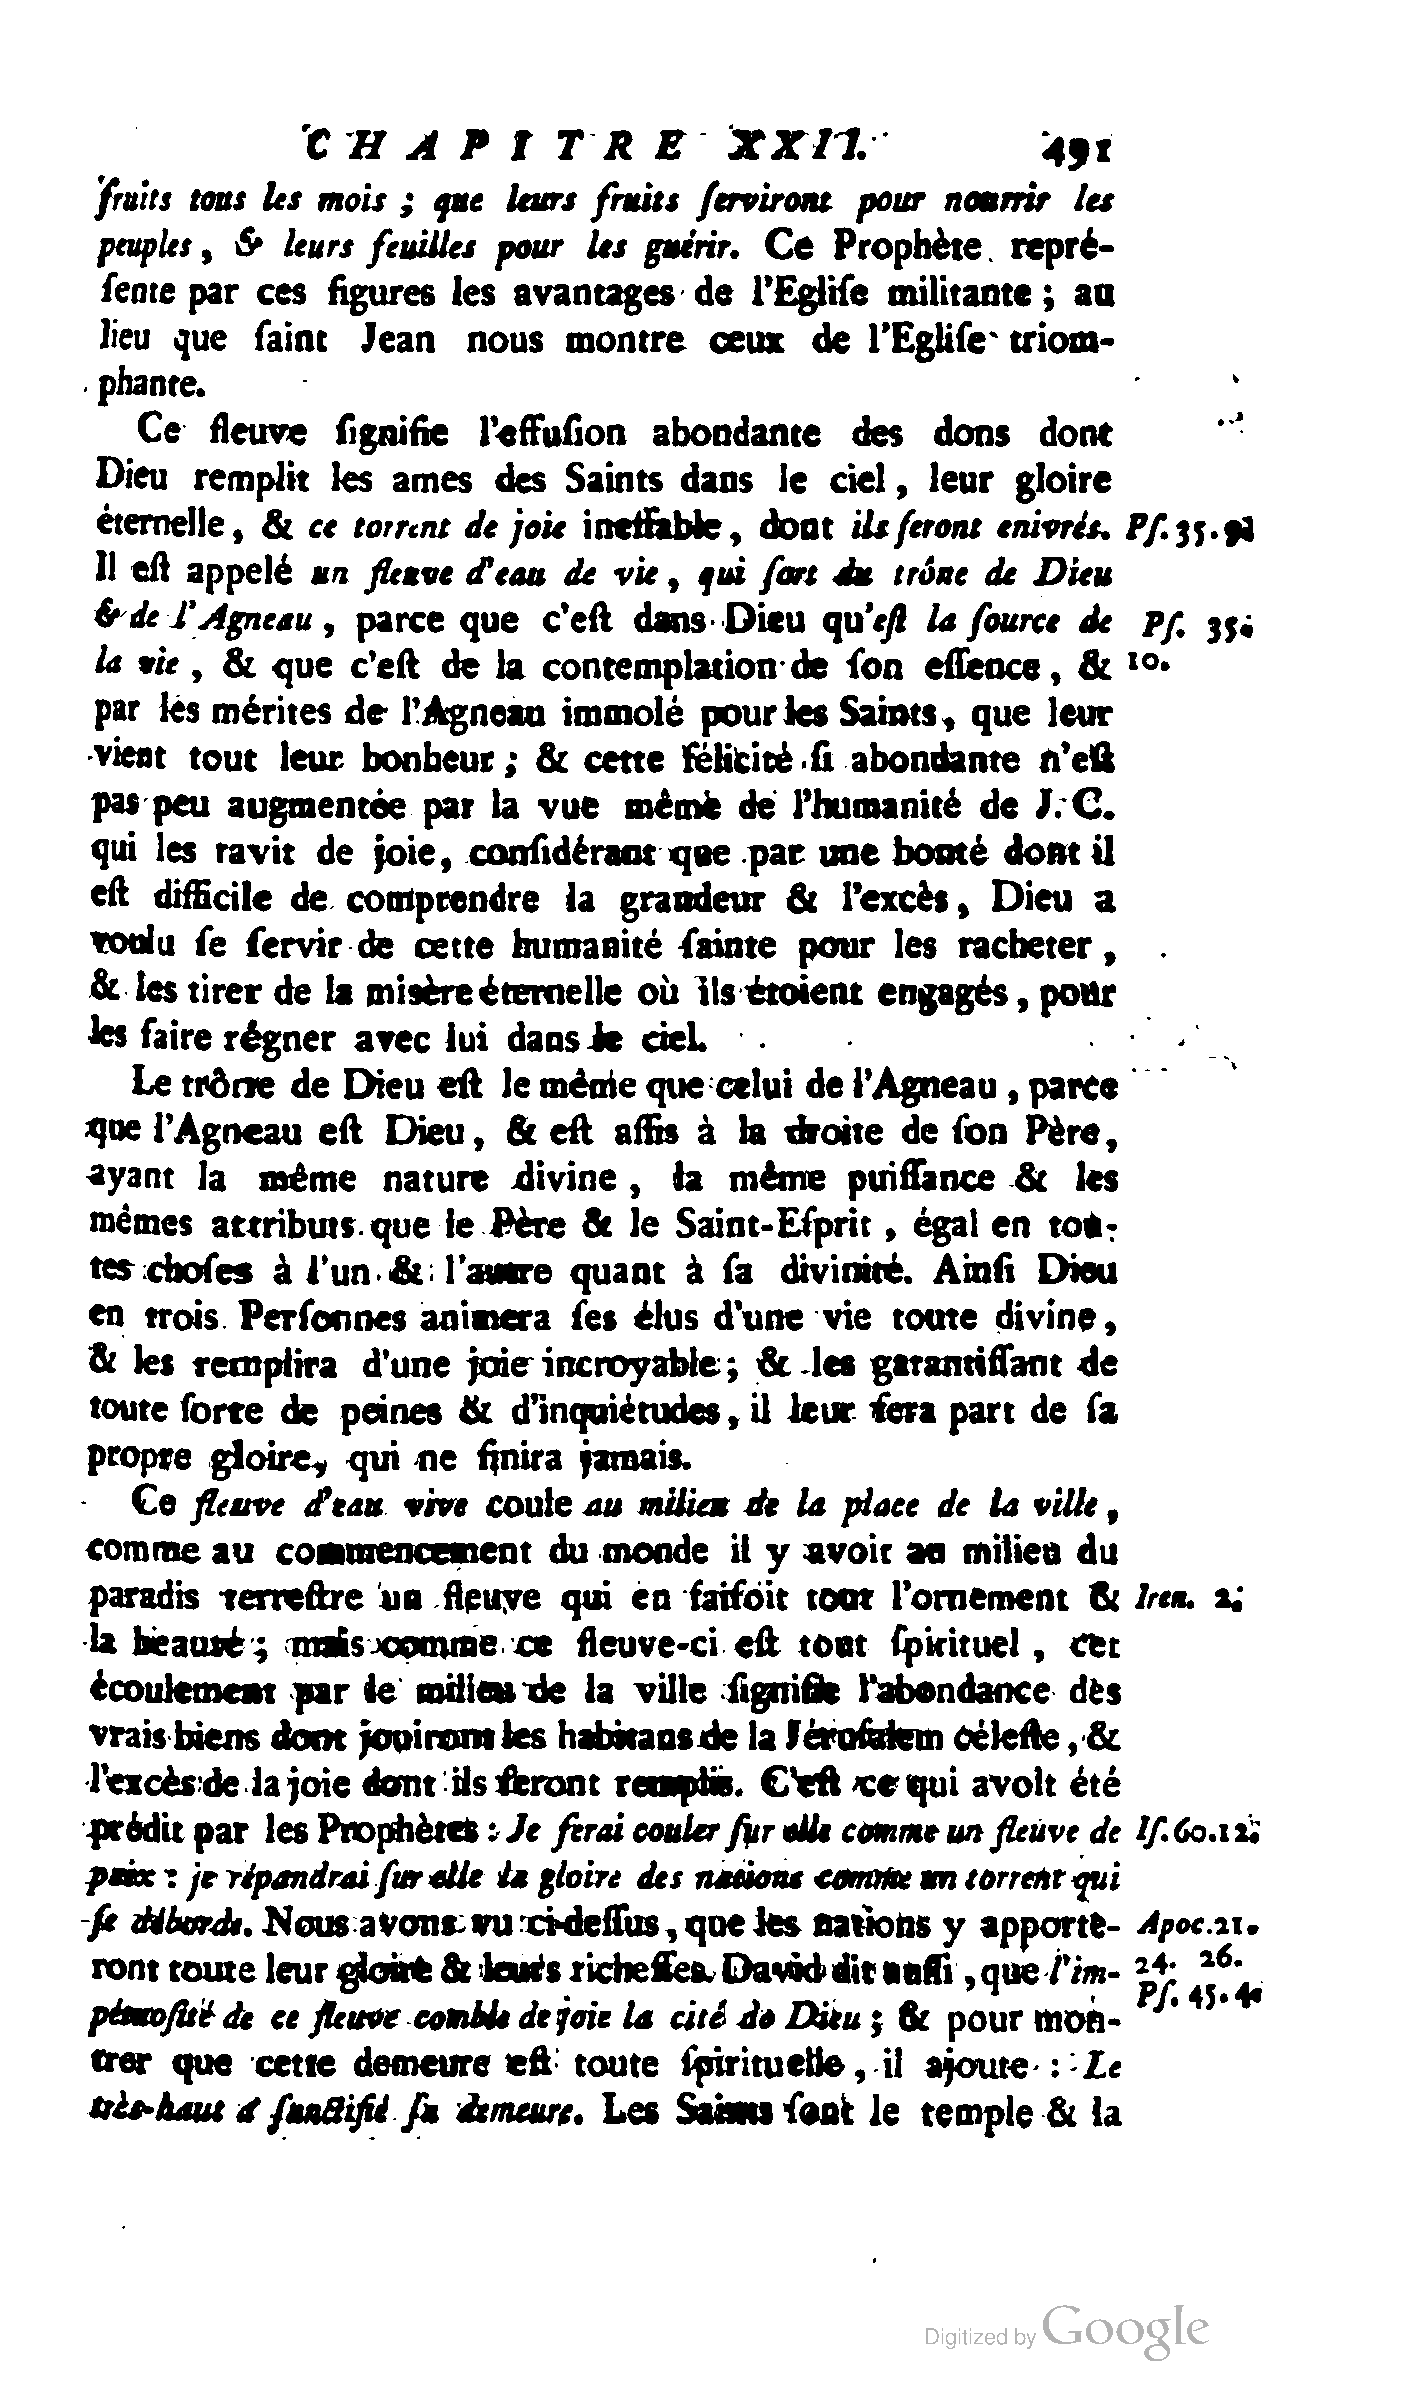 CHAPITRE XXII. 491
fruits tous les mois ; que leurs fruits ſerviront pour nourrir les
peuples, & leurs feuilles pour les guérir. Ce Prophète repré-
ſente par ces figures les avantages de l'Egliſe militante ; au
lieu que ſaint Jean nous montre ceux de l'Egliſe triom-
phante.
Ce fleuve ſignifie l'effuſion abondante des dons dont
Dieu remplit les ames des Saints dans le ciel, leur gloire
éternelle, & ce torrent de joie ineffable, dont ils ſeront enivrés. Pſ. 35. 9.
Il eſt appelé un fleuve d'eau de vie, qui ſort du trône de Dieu
& de l'Agneau, parce que c'eſt dans Dieu qu'eſt la ſource de Pſ. 35.
la vie, & que c'eſt de la contemplation de ſon eſſence, & 10.
par les mérites de l'Agneau immolé pour les Saints, que leur
vient tout leur bonheur ; & cette félicité ſi abondante n'eſt
pas peu augmentée par la vue même de l'humanité de J. C.
qui les ravit de joie, conſidérant que par une bonté dont il
eſt difficile de comprendre la grandeur & l'excès, Dieu a
voulu ſe ſervir de cette humanité ſainte pour les racheter,
& les tirer de la misère éternelle où ils étoient engagés, pour
les faire régner avec lui dans le ciel.
Le trône de Dieu eſt le même que celui de l'Agneau, parce
que l'Agneau eſt Dieu, & eſt aſſis à la droite de ſon Père,
ayant la même nature divine, la même puiſſance & les
mêmes attributs que le Père & le Saint-Eſprit, égal en tou-
tes choſes à l'un & l'autre quant à ſa divinité. Ainſi Dieu
en trois Perſonnes animera ſes élus d'une vie toute divine,
& les remplira d'une joie incroyable ; & les garantiſſant de
toute ſorte de peines & d'inquiétudes, il leur fera part de ſa
propre gloire, qui ne finira jamais.
Ce fleuve d'eau vive coule au milieu de la place de la ville,
comme au commencement du monde il y avoit au milieu du
paradis terreſtre un fleuve qui en faiſoit tout l'ornement & Iren. 2.
la beauté ; mais comme ce fleuve-ci eſt tout ſpirituel, cet
écoulement par le milieu de la ville ſignifie l'abondance des
vrais biens dont jouiront les habitans de la Jéruſalem céleſte, &
l'excès de la joie dont ils ſeront remplis. C'eſt ce qui avoit été
prédit par les Prophètes : Je ferai couler ſur elle comme un fleuve de Iſ. 60. 12.
paix : je répandrai ſur elle la gloire des nations comme un torrent qui
ſe déborde. Nous avons vu ci-deſſus, que les nations y apporte- Apoc. 21.
ront toute leur gloire & leurs richeſſes. David dit auſſi, que l'im- 24. 26.
pétuoſité de ce fleuve comble de joie la cité de Dieu ; & pour mon- Pſ. 45. 4.
trer que cette demeure eſt toute ſpirituelle, il ajoute : Le
très-haut a ſanctifié ſa demeure. Les Saints ſont le temple & la
Digitized by Google